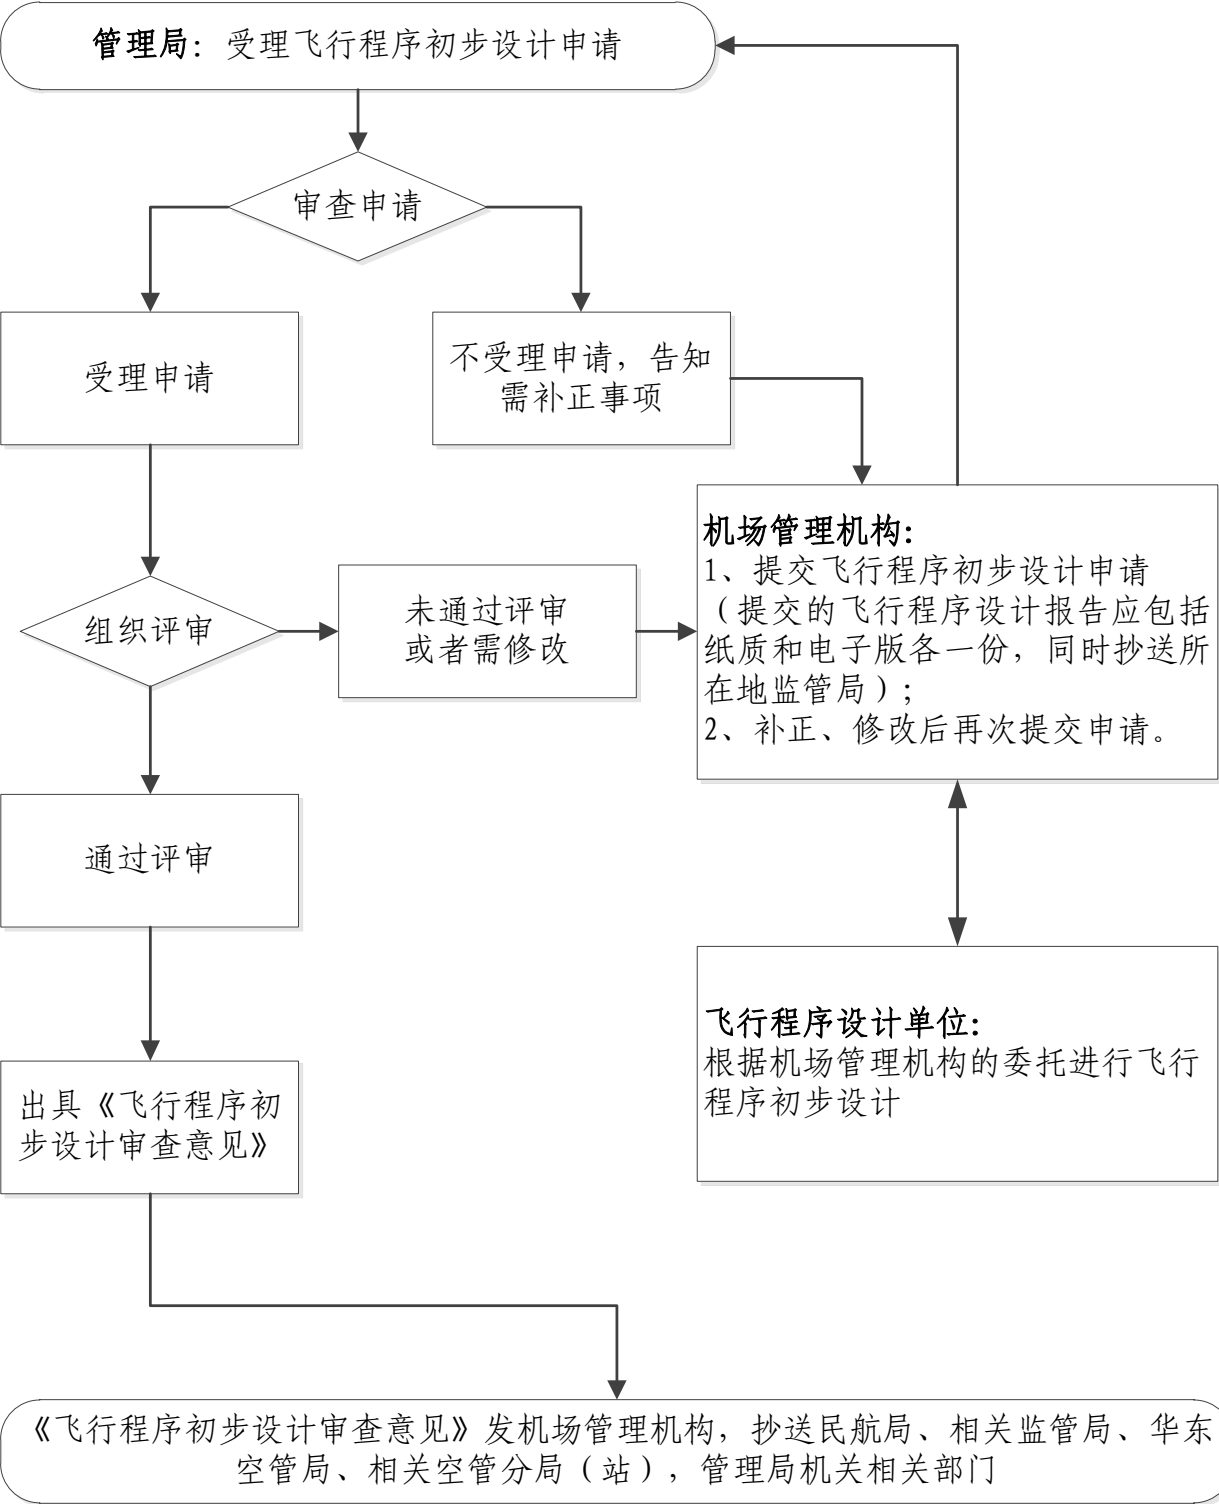 管理局：受理飞行程序初步设计申请
审查申请
受理申请
不受理申请，告知
需补正事项
机场管理机构：
1、提交飞行程序初步设计申请
（提交的飞行程序设计报告应包括
纸质和电子版各一份，同时抄送所
在地监管局）；
2、补正、修改后再次提交申请。
组织评审
未通过评审
或者需修改
通过评审
飞行程序设计单位：
根据机场管理机构的委托进行飞行
程序初步设计
出具《飞行程序初
步设计审查意见》
《飞行程序初步设计审查意见》发机场管理机构，抄送民航局、相关监管局、华东
空管局、相关空管分局（站），管理局机关相关部门